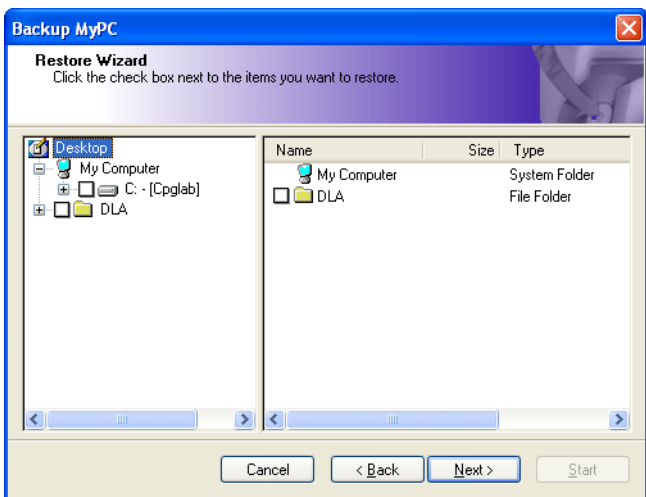 Backup MyPC
Restore Wizard
Click the check box next to the items you want to restore.
Desktop
My Computer
C: - [Cpglab]
DLA
Name Size Type
My Computer System Folder
DLA File Folder
Cancel < Back Next > Start